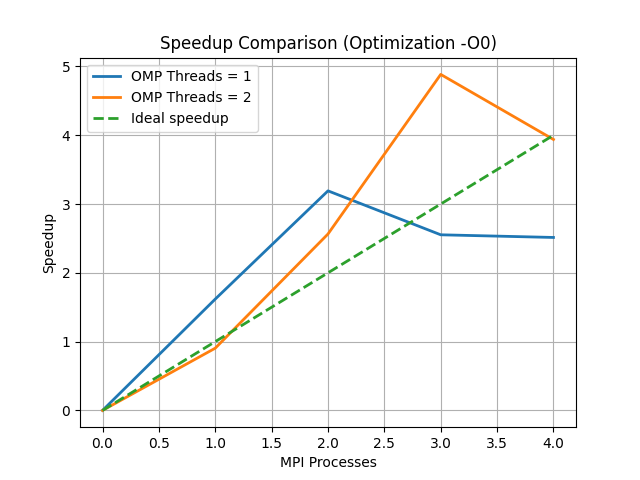 Speedup Comparison (Optimization -O0)
OMP Threads = 1
OMP Threads = 2
Ideal speedup
5
4
3
2
1
0
Speedup
0.0 0.5 1.0 1.5 2.0 2.5 3.0 3.5 4.0
MPI Processes